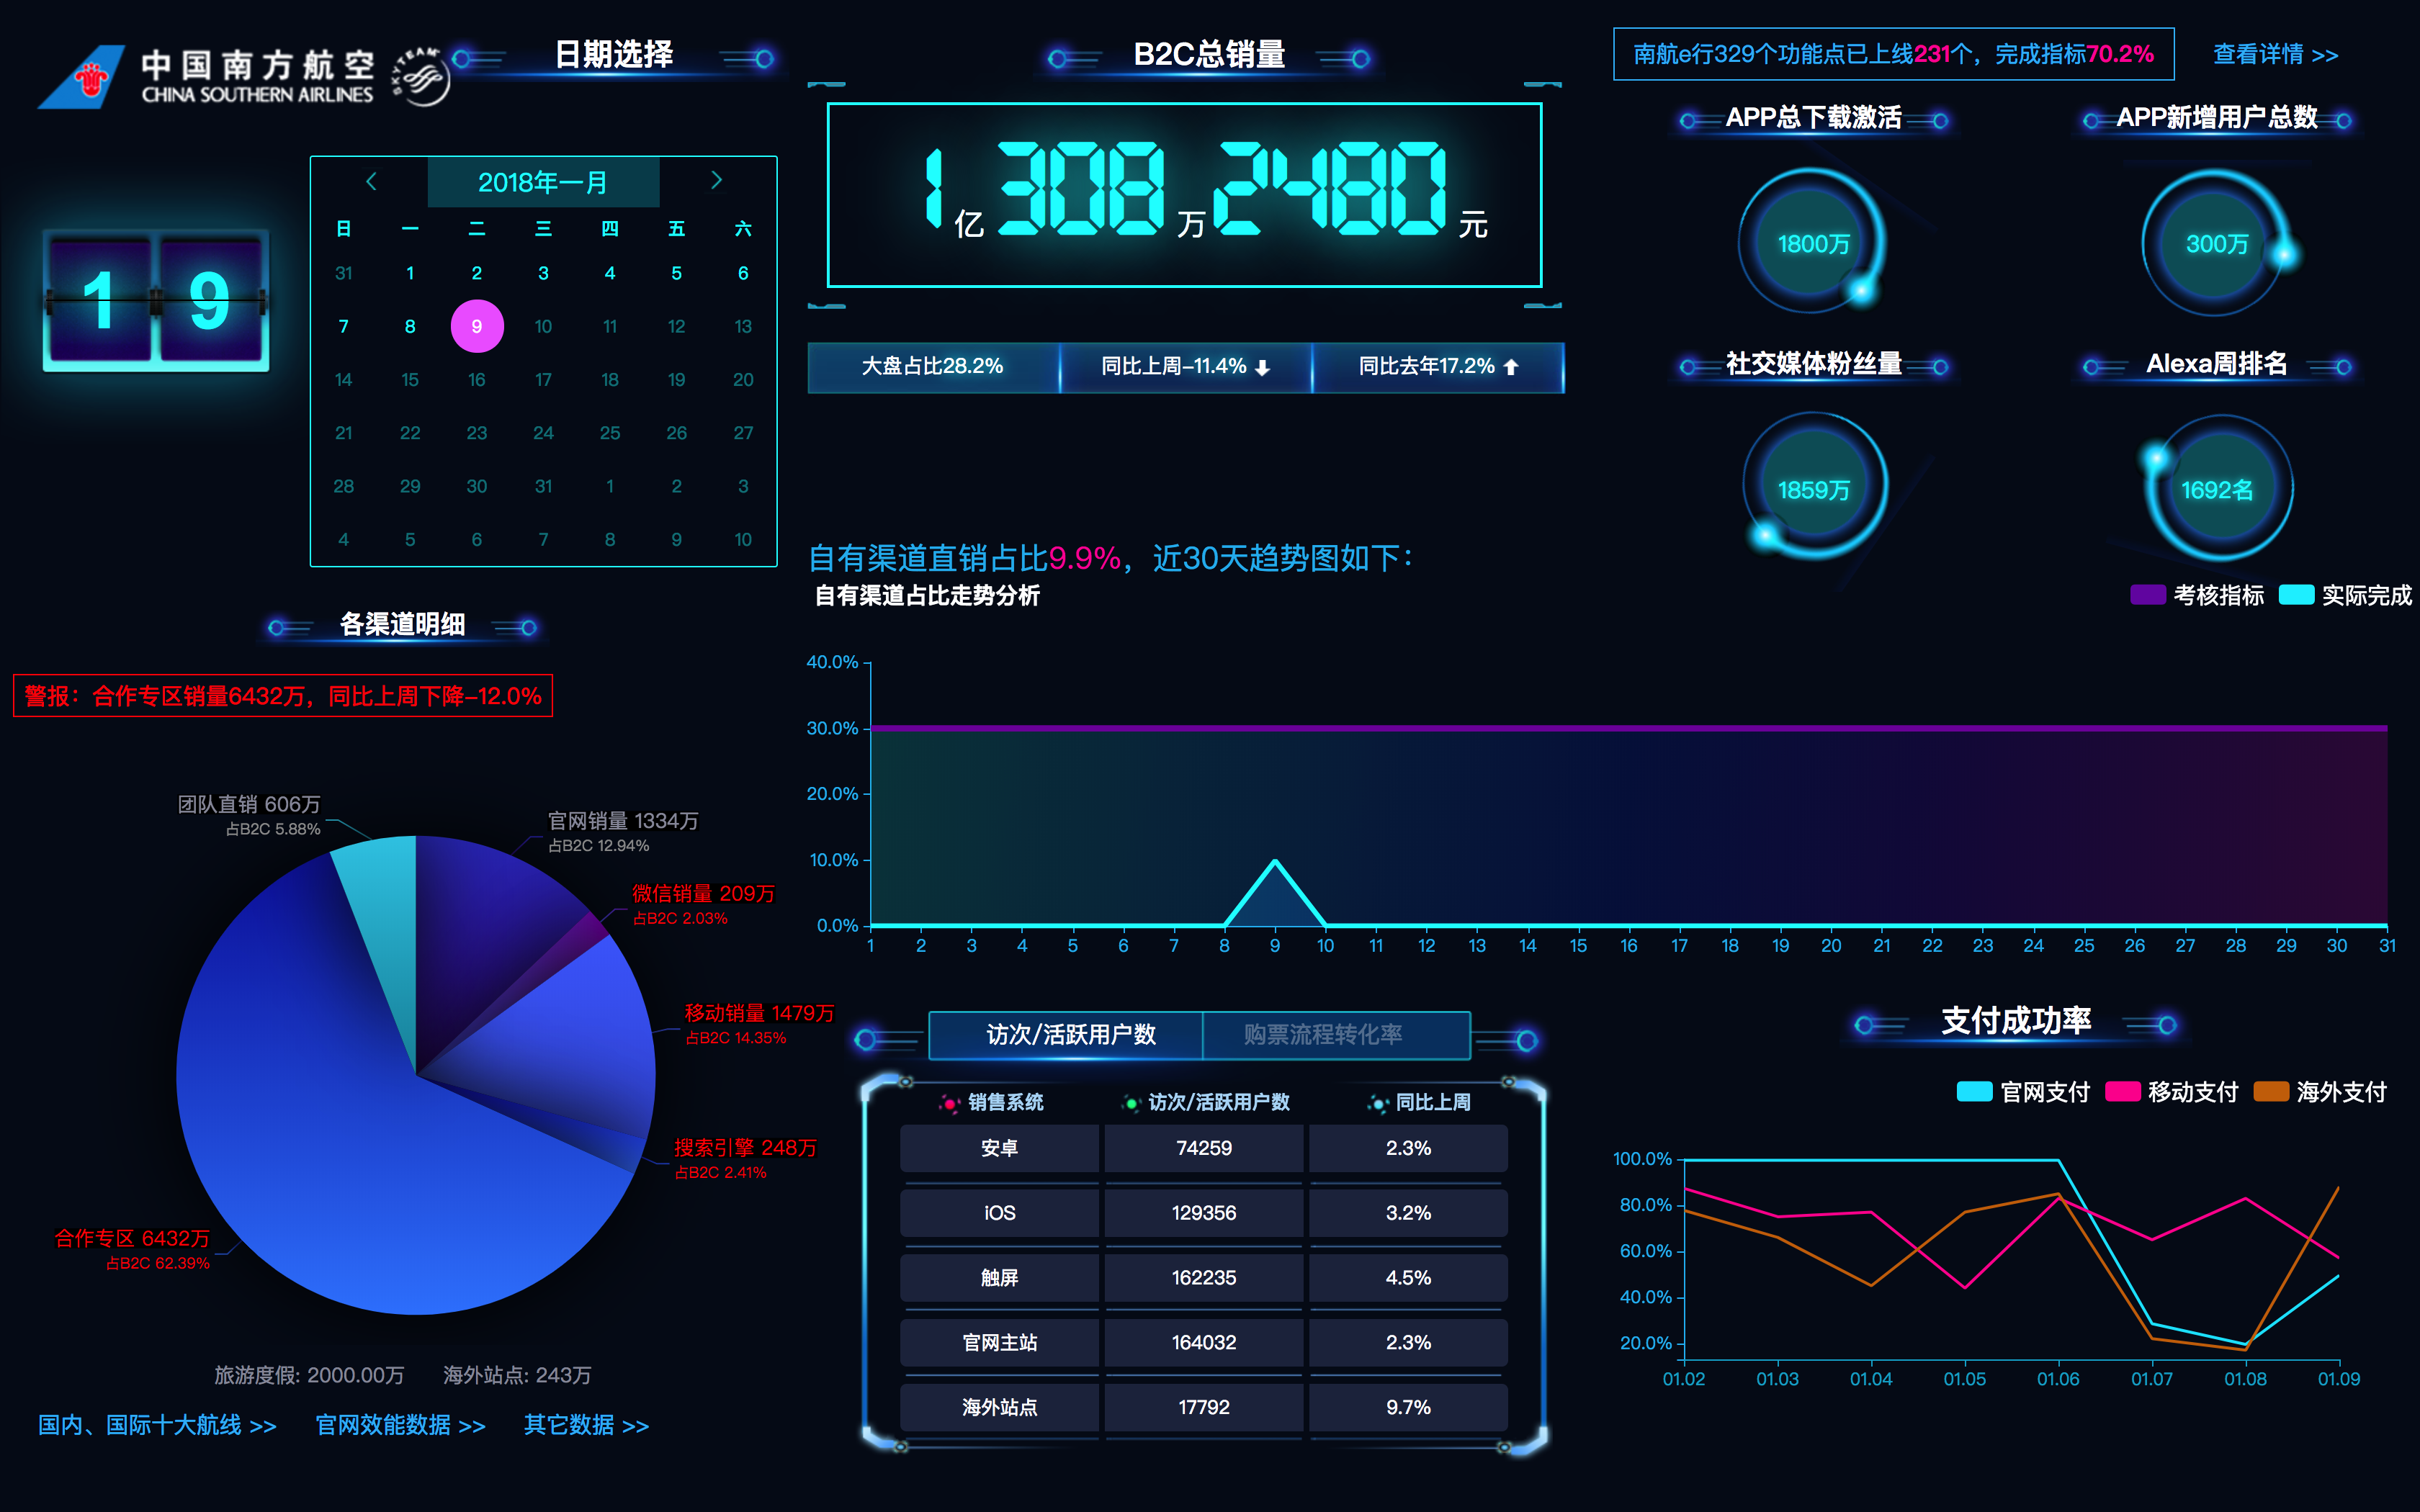 中国南方航空
CHINA SOUTHERN AIRLINES
SKYTEAM
日期选择
19
2018年一月
日 一 二 三 四 五 六
31 1 2 3 4 5 6
7 8 9 10 11 12 13
14 15 16 17 18 19 20
21 22 23 24 25 26 27
28 29 30 31 1 2 3
4 5 6 7 8 9 10
B2C总销量
1亿308万2480元
大盘占比28.2% 同比上周-11.4% 同比去年17.2%
南航e行329个功能点已上线231个，完成指标70.2%
查看详情 >>
APP总下载激活
1800万
APP新增用户总数
300万
社交媒体粉丝量
1859万
Alexa周排名
1692名
各渠道明细
警报：合作专区销量6432万，同比上周下降-12.0%
团队直销 606万
占B2C 5.88%
官网销量 1334万
占B2C 12.94%
微信销量 209万
占B2C 2.03%
移动销量 1479万
占B2C 14.35%
搜索引擎 248万
占B2C 2.41%
合作专区 6432万
占B2C 62.39%
旅游度假: 2000.00万 海外站点: 243万
国内、国际十大航线 >> 官网效能数据 >> 其它数据 >>
自有渠道直销占比9.9%，近30天趋势图如下：
自有渠道占比走势分析
考核指标 实际完成
40.0%
30.0%
20.0%
10.0%
0.0%
1 2 3 4 5 6 7 8 9 10 11 12 13 14 15 16 17 18 19 20 21 22 23 24 25 26 27 28 29 30 31
访次/活跃用户数 购票流程转化率
销售系统 访次/活跃用户数 同比上周
安卓 74259 2.3%
iOS 129356 3.2%
触屏 162235 4.5%
官网主站 164032 2.3%
海外站点 17792 9.7%
支付成功率
官网支付 移动支付 海外支付
100.0%
80.0%
60.0%
40.0%
20.0%
01.02 01.03 01.04 01.05 01.06 01.07 01.08 01.09